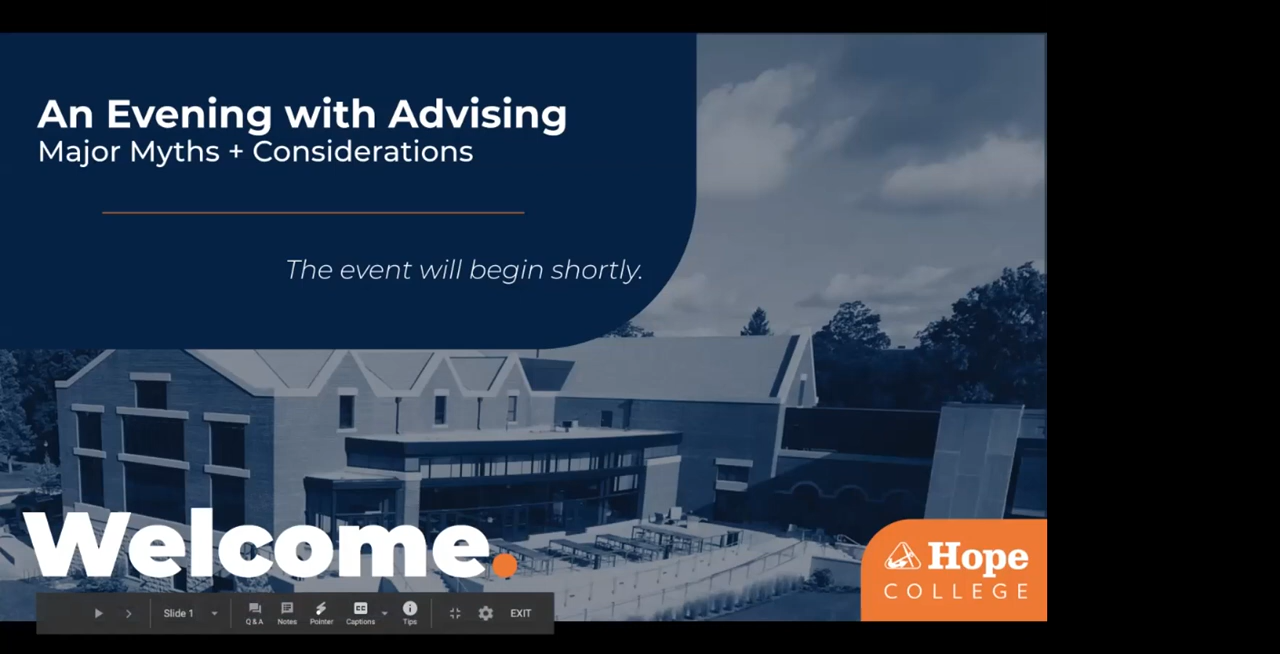 An Evening with Advising
Major Myths + Considerations
The event will begin shortly.
Welcome.
Hope
COLLEGE
Slide 1
Q & A
Notes
Pointer
Captions
Tips
EXIT